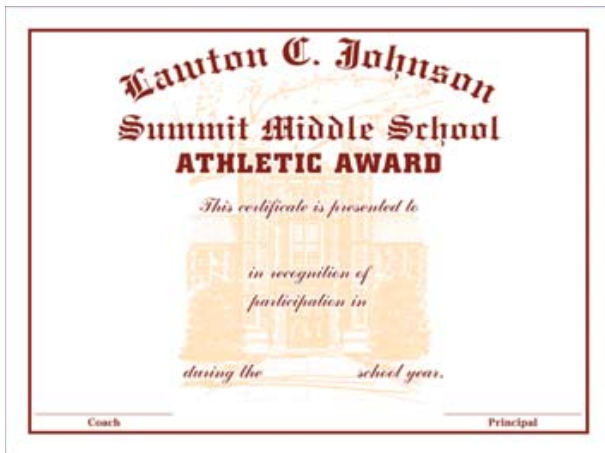 Lawton C. Johnson
Summit Middle School
ATHLETIC AWARD
This certificate is presented to
in recognition of
participation in
during the school year.
Coach Principal